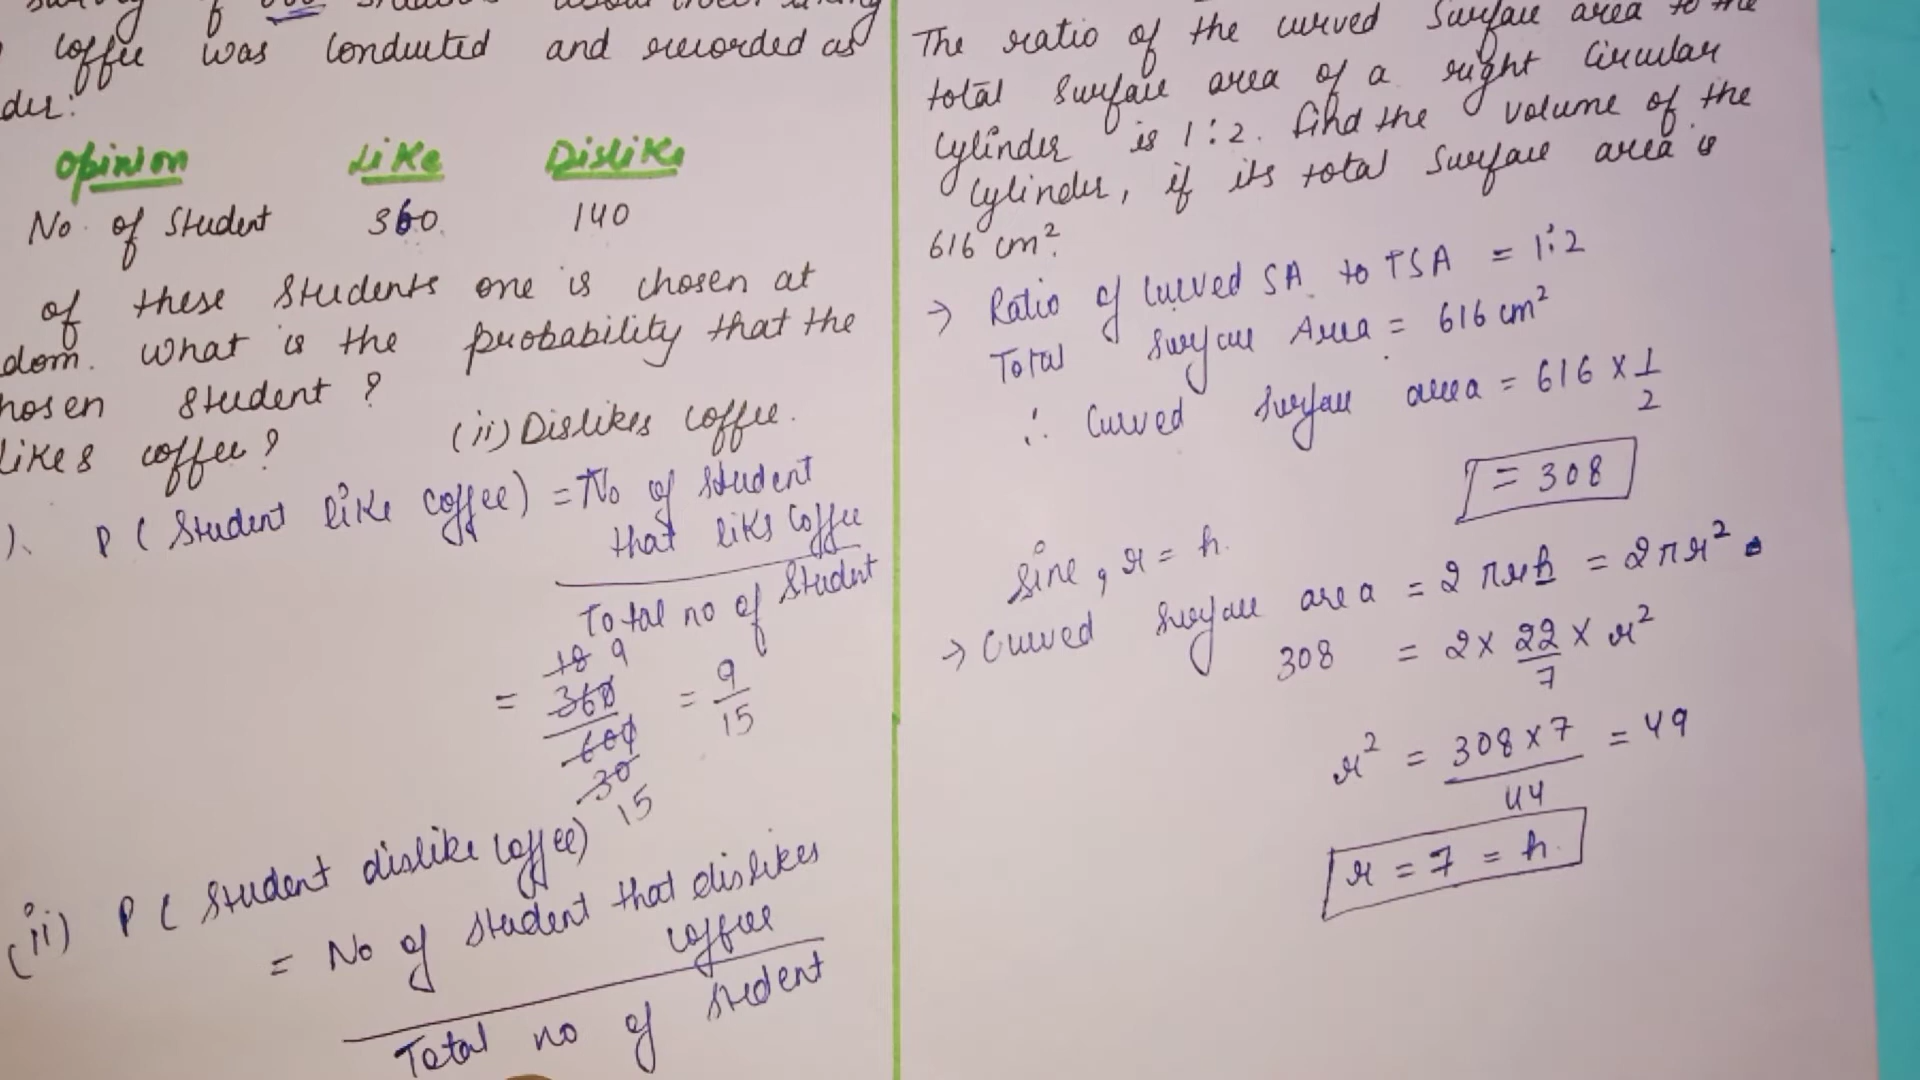 coffee was conducted and recorded as
der:
opinion Like Dislike
No. of Student 360 140
of these students one is chosen at
dom. What is the probability that the
hosen student ?
likes coffee? (ii) Dislikes coffee.
). P ( Student like coffee) = No of student
that likes coffee
Total no of Student
18 9
= 360 = 9
600 15
30
15
(ii) P ( Student dislike coffee)
= No of student that dislikes
coffee
Total no of student
The ratio of the curved surface area to the
total surface area of a right circular
cylinder is 1:2. find the volume of the
cylinder, if its total surface area is
616 cm².
→ Ratio of curved SA to TSA = 1:2
Total Surface Area = 616 cm²
∴ Curved surface area = 616 × 1
2
= 308
Sine, r = h.
→ Curved surface area = 2πrh = 2πr²
308 = 2 × 22 × r²
7
r² = 308 × 7 = 49
44
r = 7 = h.